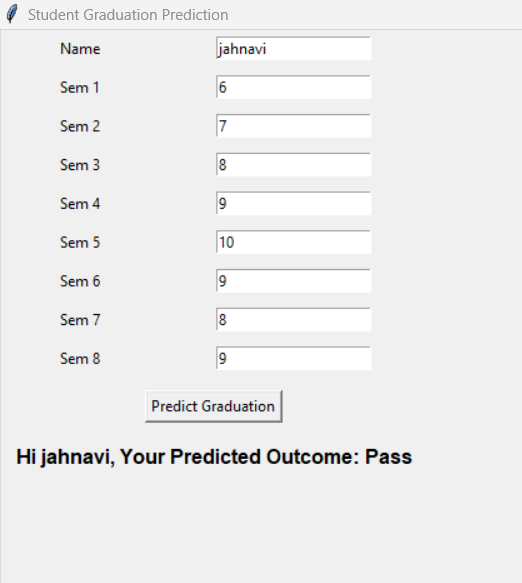 Student Graduation Prediction
Name jahnavi
Sem 1 6
Sem 2 7
Sem 3 8
Sem 4 9
Sem 5 10
Sem 6 9
Sem 7 8
Sem 8 9
Predict Graduation
Hi jahnavi, Your Predicted Outcome: Pass